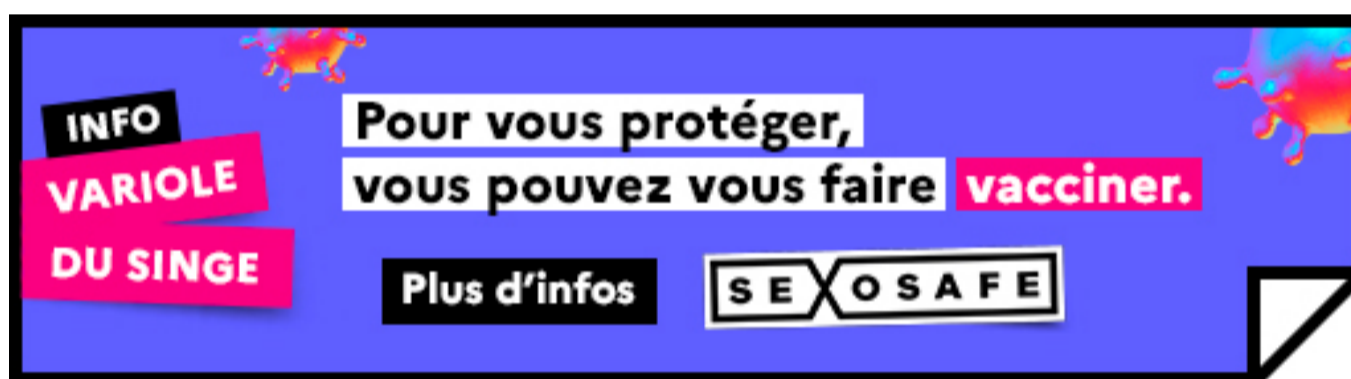 INFO
VARIOLE
DU SINGE
Pour vous protéger,
vous pouvez vous faire vacciner.
Plus d'infos
SEXOSAFE